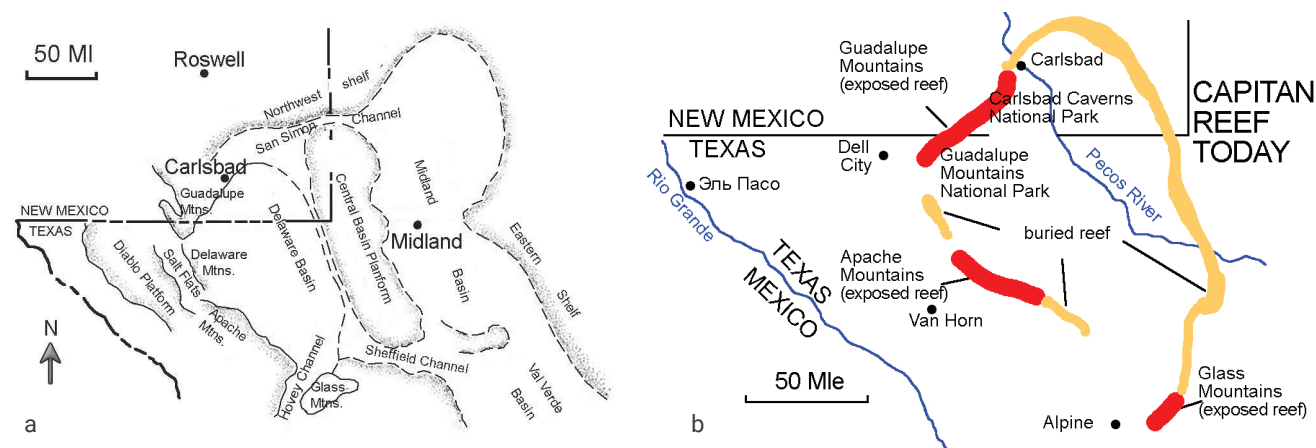 50 MI
Roswell
Northwest shelf
San Simon Channel
Carlsbad
Guadalupe
Mtns.
NEW MEXICO
TEXAS
Diablo Platform
Salt Flats
Delaware
Mtns.
Apache
Mtns.
Delaware Basin
Central Basin Planform
Midland
Basin
Midland
Eastern
Shelf
N
Hovey Channel
Glass
Mtns.
Sheffield Channel
Val Verde
Basin
a
b
Guadalupe
Mountains
(exposed reef)
Carlsbad
Carlsbad Caverns
National Park
CAPITAN
REEF
TODAY
NEW MEXICO
TEXAS
Dell
City
Guadalupe
Mountains
National Park
Pecos River
Эль Пасо
Rio Grande
buried reef
TEXAS
MEXICO
Apache
Mountains
(exposed reef)
Van Horn
50 Mle
Glass
Mountains
(exposed reef)
Alpine